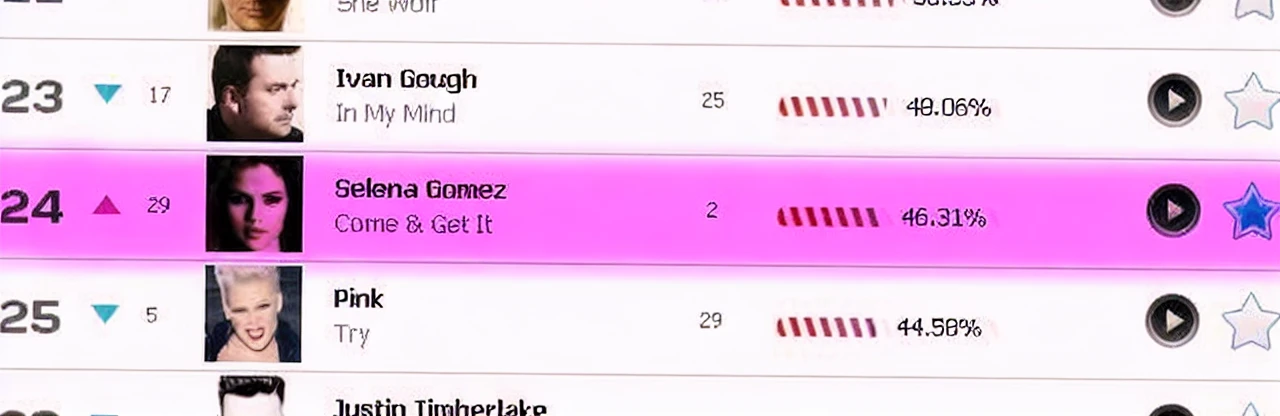 She Wolf
23 17 Ivan Gough 25 48.06%
In My Mind
24 29 Selena Gomez 2 46.31%
Come & Get It
25 5 Pink 29 44.58%
Try
Justin Timberlake